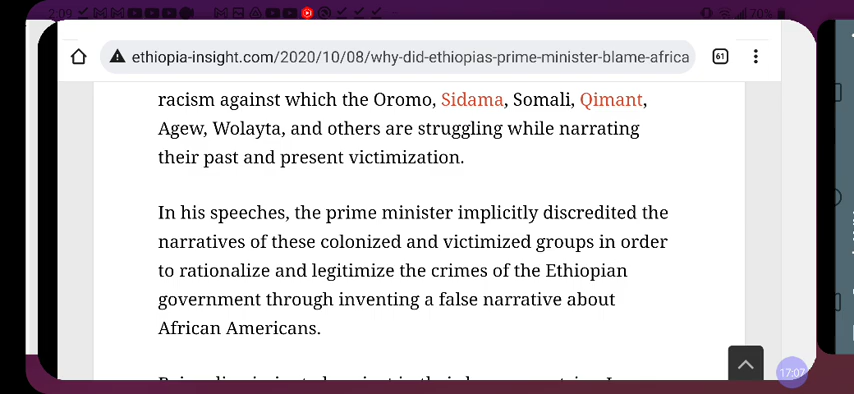 2:09
70%
ethiopia-insight.com/2020/10/08/why-did-ethiopias-prime-minister-blame-africa
61
racism against which the Oromo, Sidama, Somali, Qimant,
Agew, Wolayta, and others are struggling while narrating
their past and present victimization.
In his speeches, the prime minister implicitly discredited the
narratives of these colonized and victimized groups in order
to rationalize and legitimize the crimes of the Ethiopian
government through inventing a false narrative about
African Americans.
17:07